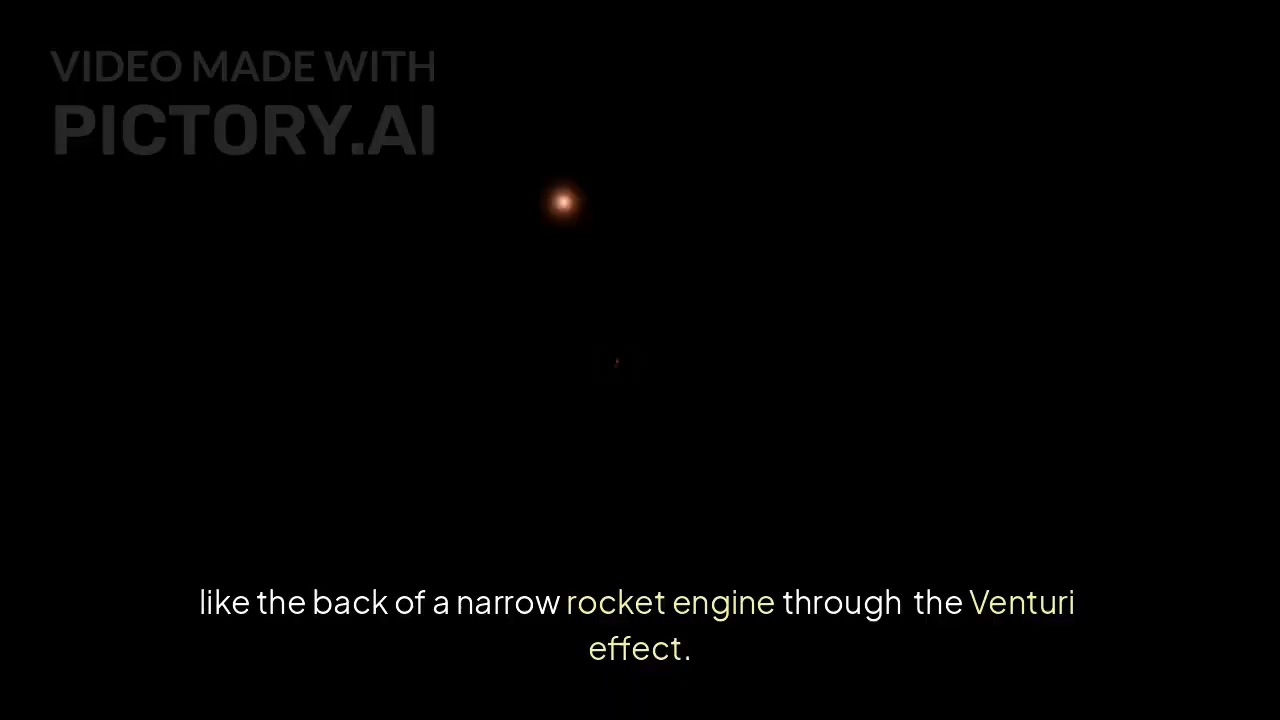 VIDEO MADE WITH
PICTORY.AI
like the back of a narrow rocket engine through the Venturi
effect.